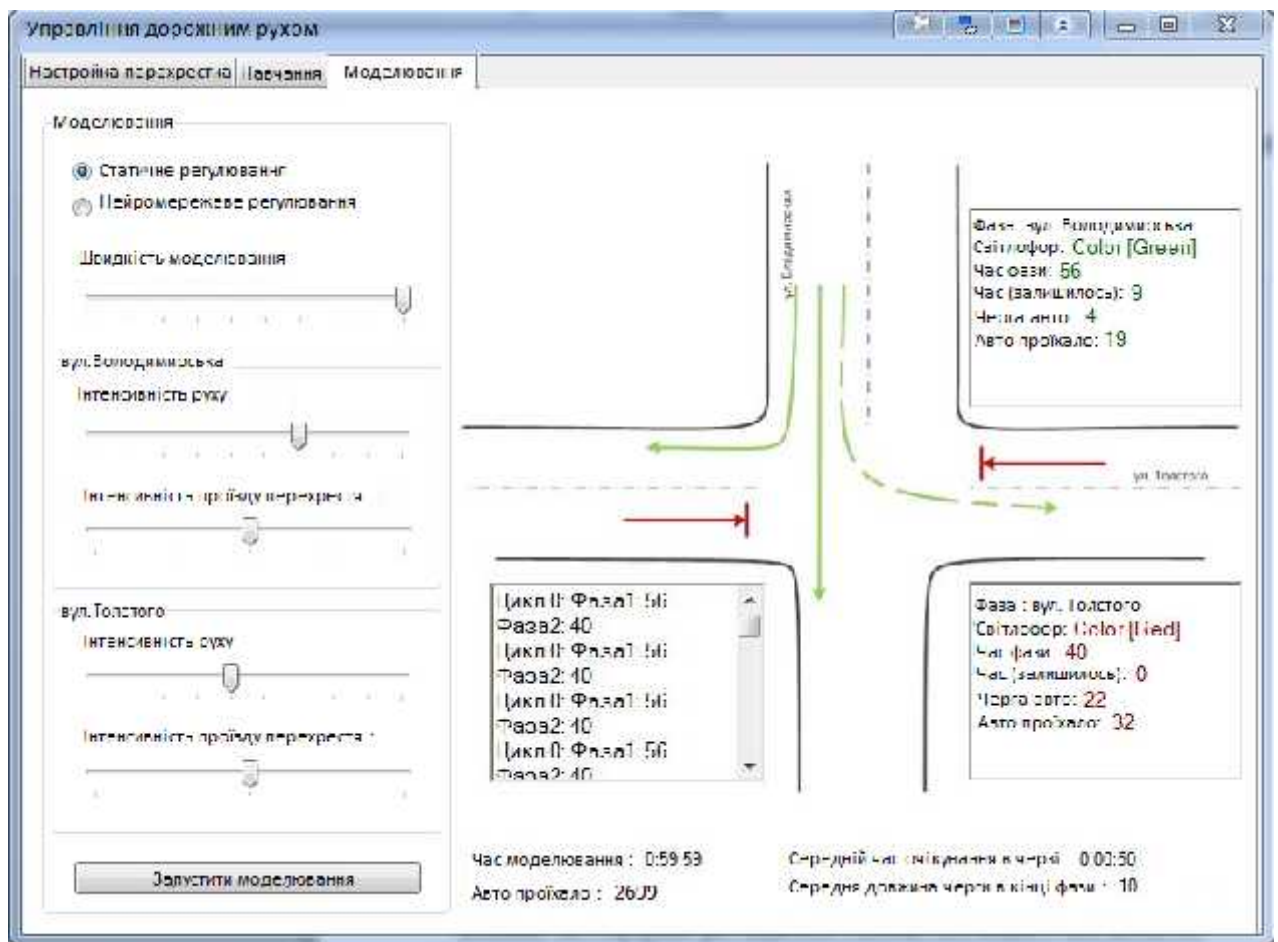 Управління дорожним рухом
Настройка перехрестка Навчання Моделювання
Моделювання
Статичне регулювання
Нейромережеве регулювання
Швидкість моделювання
вул.Володимирська
Інтенсивність руху
Інтенсивність проїзду перехрестя
вул.Толстого
Інтенсивність руху
Інтенсивність проїзду перехрестя :
Запустити моделювання
ул. Владимирская
ул. Толстого
Фаза : вул. Володимирська
Світлофор: Color [Green]
Час фази: 56
Час (залишилось): 9
Черга авто: 4
Авто проїхало: 19
Цикл 0: Фаза1: 56
Фаза2: 40
Цикл 0: Фаза1: 56
Фаза2: 40
Цикл 0: Фаза1: 56
Фаза2: 40
Цикл 0: Фаза1: 56
Фаза2: 40
Фаза : вул. Толстого
Світлофор: Color [Red]
Час фази: 40
Час (залишилось): 0
Черга авто: 22
Авто проїхало: 32
Час моделювання : 0:59:59
Авто проїхало :
Середній час очікування в черзі : 0:00:50
Середня довжина черги в кінці фази : 10